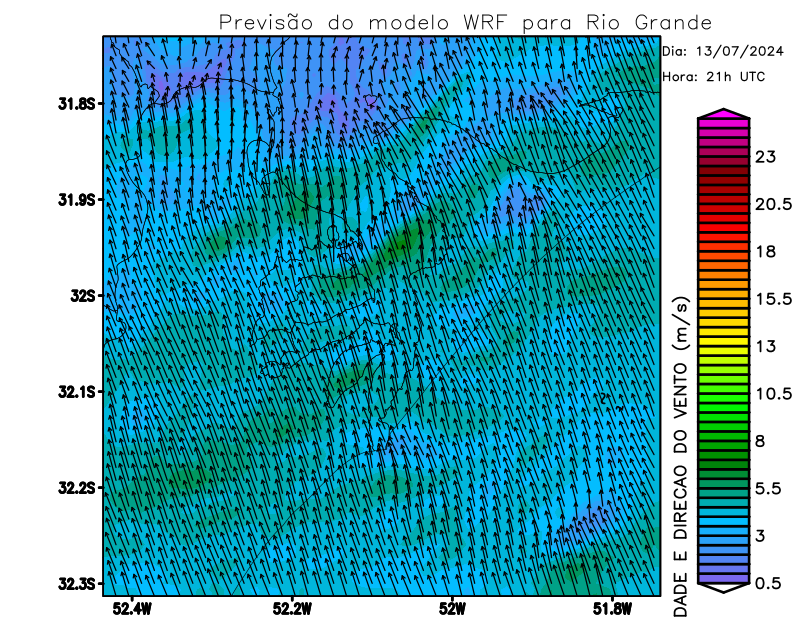 Previsão do modelo WRF para Rio Grande
Dia: 13/07/2024
Hora: 21h UTC
31.8S
31.9S
32S
32.1S
32.2S
32.3S
52.4W
52.2W
52W
51.8W
23
20.5
18
15.5
13
10.5
8
5.5
3
0.5
DADE E DIRECAO DO VENTO (m/s)